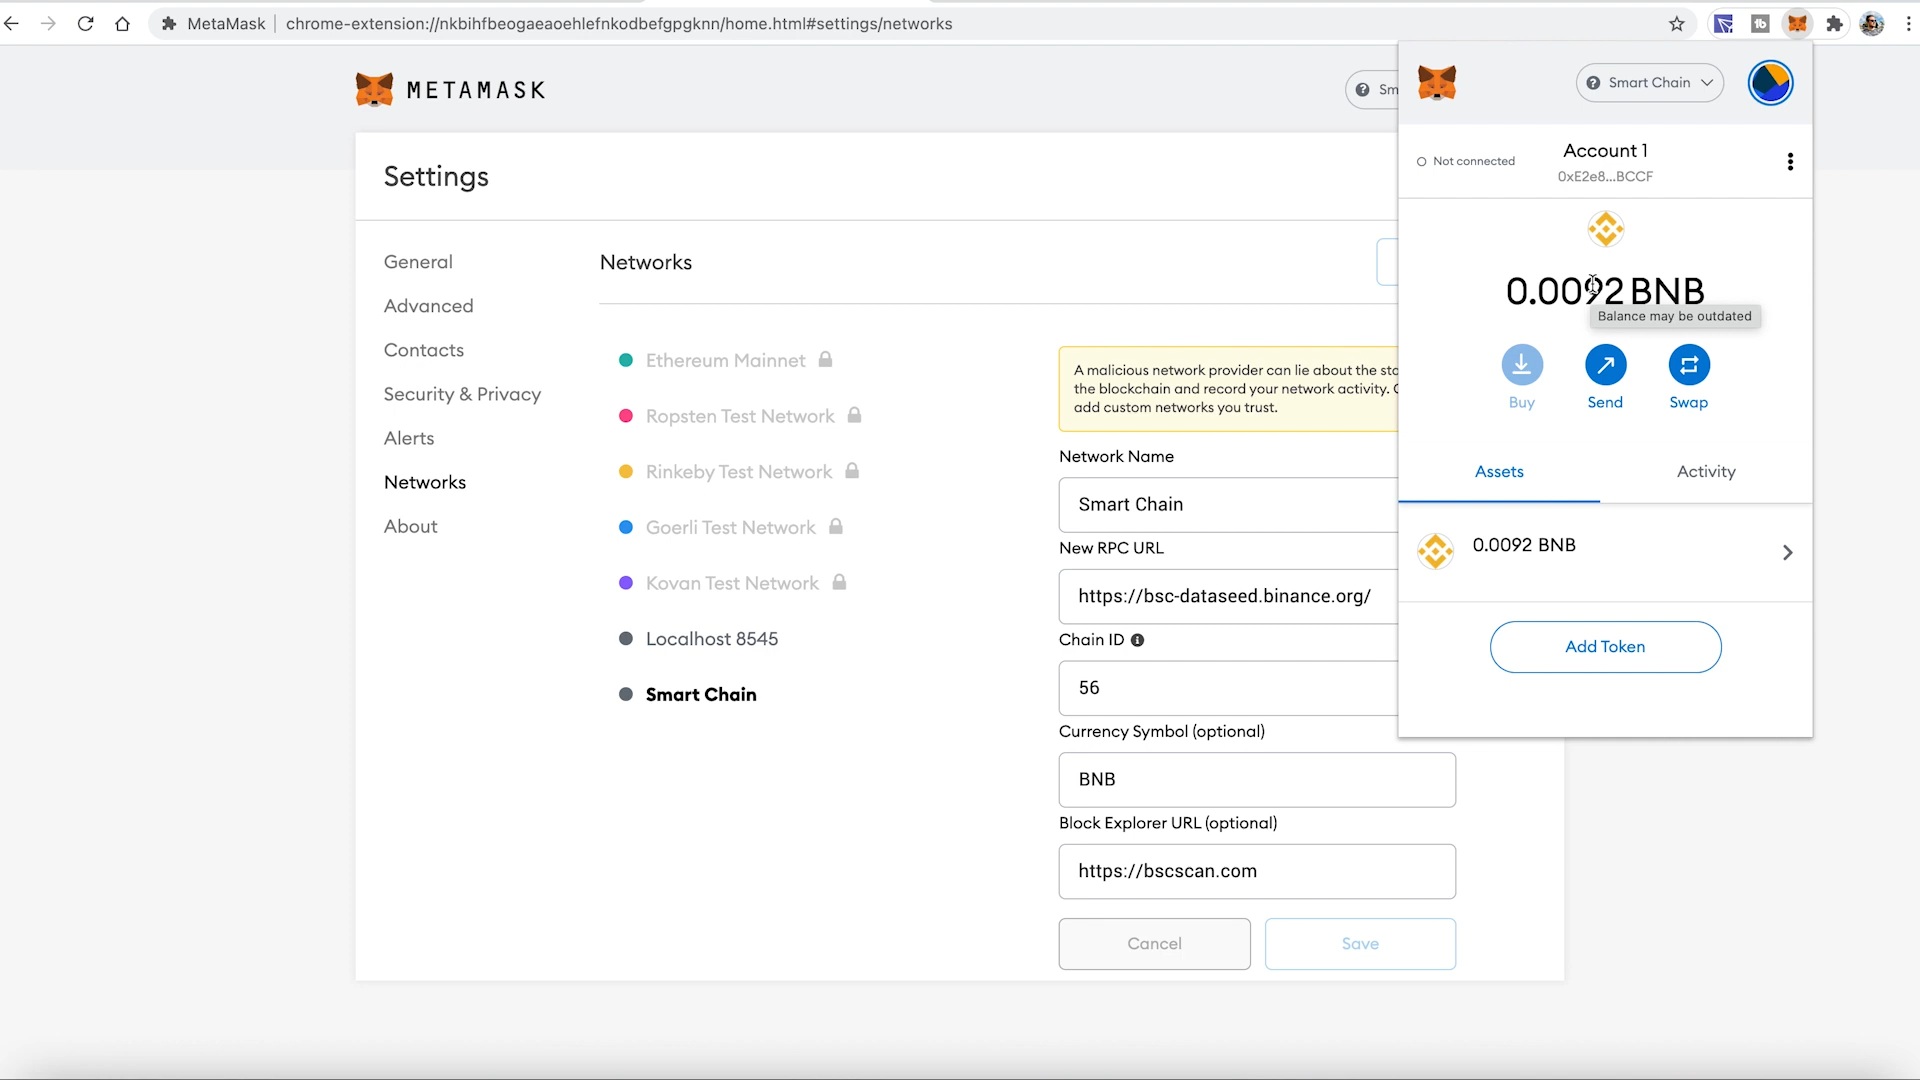 MetaMask
chrome-extension://nkbihfbeogaeaoehlefnkodbefgpgknn/home.html#settings/networks
METAMASK
Sm
Settings
General
Advanced
Contacts
Security & Privacy
Alerts
Networks
About
Networks
Ethereum Mainnet
Ropsten Test Network
Rinkeby Test Network
Goerli Test Network
Kovan Test Network
Localhost 8545
Smart Chain
A malicious network provider can lie about the sta
the blockchain and record your network activity.
add custom networks you trust.
Network Name
Smart Chain
New RPC URL
https://bsc-dataseed.binance.org/
Chain ID
56
Currency Symbol (optional)
BNB
Block Explorer URL (optional)
https://bscscan.com
Cancel
Save
Smart Chain
Not connected
Account 1
0xE2e8...BCCF
0.0092 BNB
Balance may be outdated
Buy
Send
Swap
Assets
Activity
0.0092 BNB
Add Token